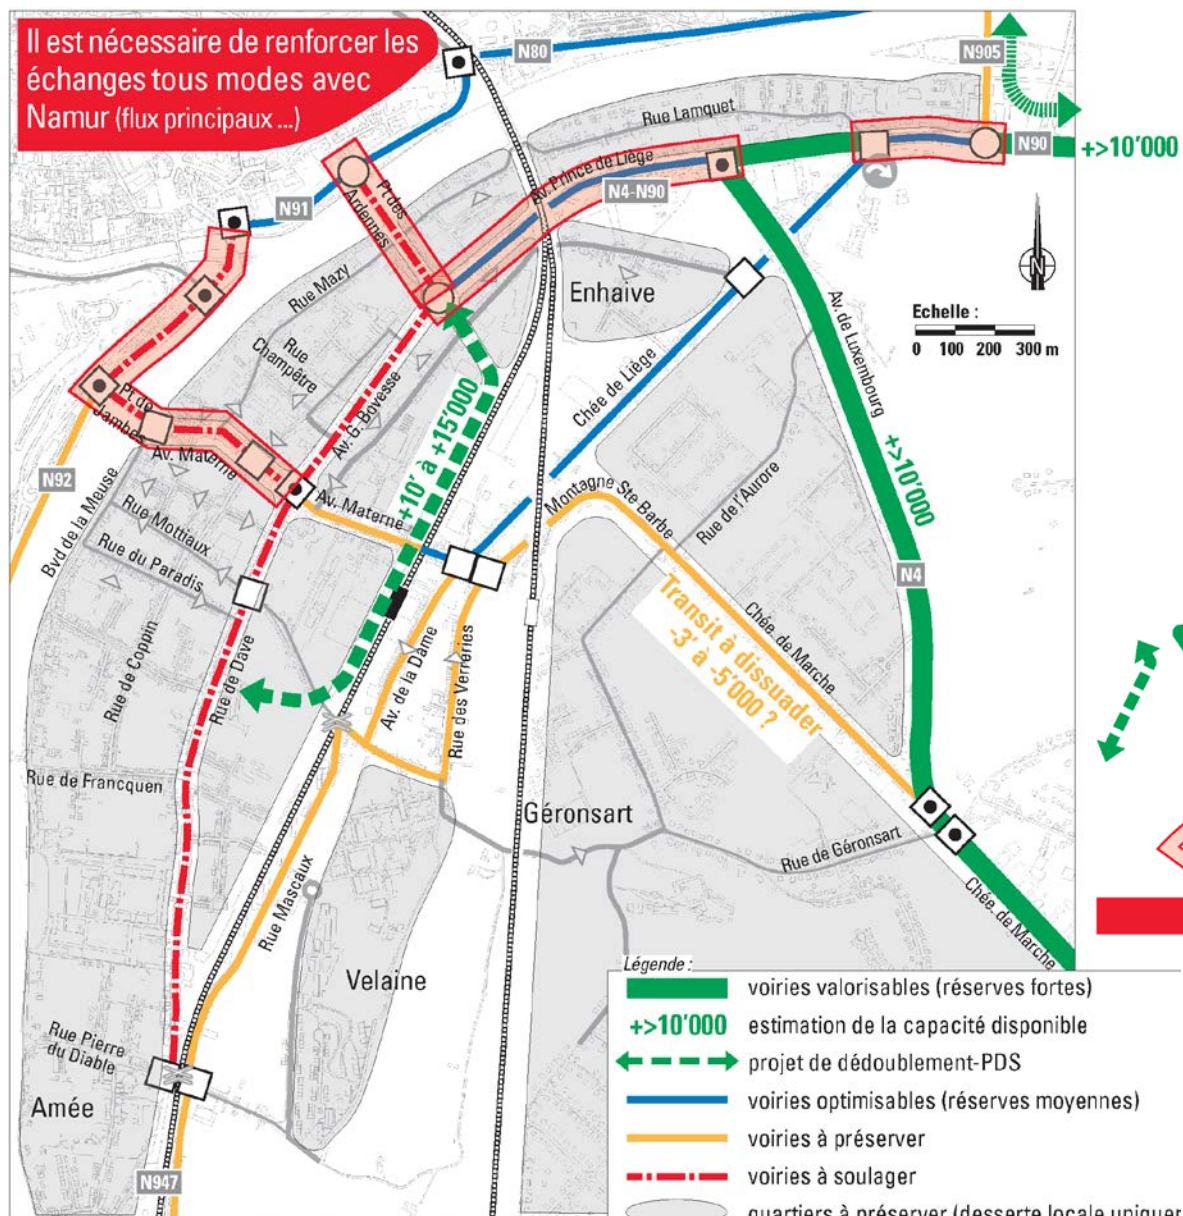 Il est nécessaire de renforcer les
échanges tous modes avec
Namur (flux principaux ...)
N80
N905
Rue Lamquet
N90
+>10'000
Av. Prince de Liège
N4-N90
Pt des
Ardennes
N91
Rue Mazy
Enhaive
Echelle :
0 100 200 300 m
N
Rue
Champêtre
Av. G. Bovesse
Chée de Liège
Av. de Luxembourg
+10' à +15'000
+>10'000
Pt de
Jambes
Av. Materne
N92
Av. Materne
Bvd de la Meuse
Rue Mottiaux
Rue du Paradis
Montagne Ste Barbe
Rue de l'Aurore
N4
Rue de Coppin
Rue de Dave
Av. de la Dame
Rue des Verreries
Transit à dissuader
-3' à -5'000 ?
Chée. de Marche
Rue de Francquen
Géronsart
Rue de Géronsart
Rue Mascaux
Velaine
Chée. de Marche
Rue Pierre
du Diable
Amée
N947
Légende :
voiries valorisables (réserves fortes)
+>10'000 estimation de la capacité disponible
projet de dédoublement-PDS
voiries optimisables (réserves moyennes)
voiries à préserver
voiries à soulager
quartiers à préserver (desserte locale uniquer